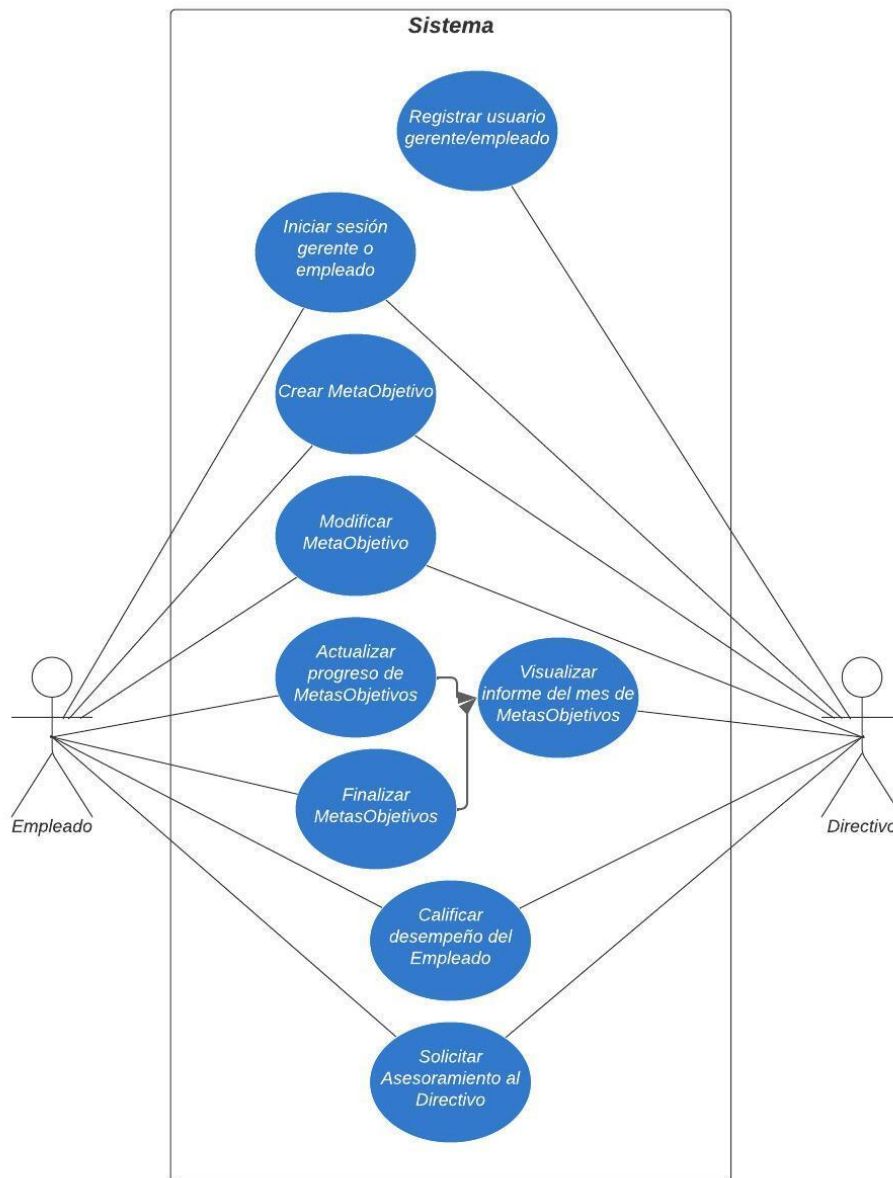 Sistema
Registrar usuario
gerente/empleado
Iniciar sesión
gerente o
empleado
Crear MetaObjetivo
Modificar
MetaObjetivo
Actualizar
progreso de
MetasObjetivos
Visualizar
informe del mes de
MetasObjetivos
Finalizar
MetasObjetivos
Empleado
Directivo
Calificar
desempeño del
Empleado
Solicitar
Asesoramiento al
Directivo